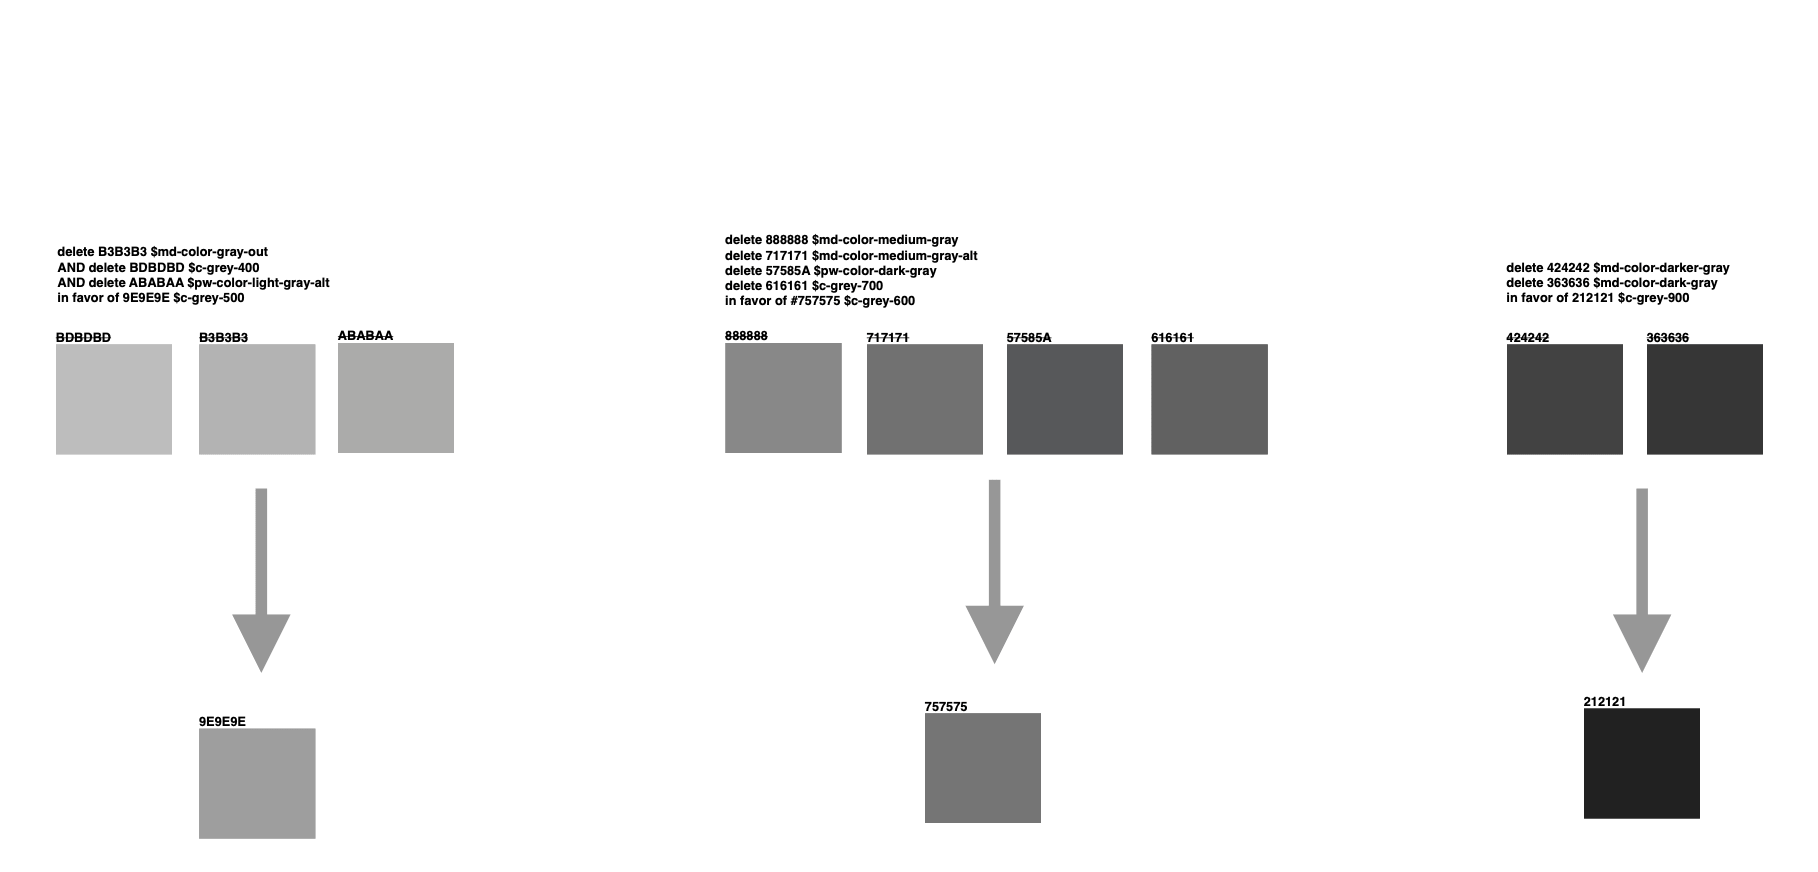 delete B3B3B3 $md-color-gray-out
AND delete BDBDBD $c-grey-400
AND delete ABABAA $pw-color-light-gray-alt
in favor of 9E9E9E $c-grey-500
BDBDBD
B3B3B3
ABABAA
9E9E9E
delete 888888 $md-color-medium-gray
delete 717171 $md-color-medium-gray-alt
delete 57585A $pw-color-dark-gray
delete 616161 $c-grey-700
in favor of #757575 $c-grey-600
888888
717171
57585A
616161
757575
delete 424242 $md-color-darker-gray
delete 363636 $md-color-dark-gray
in favor of 212121 $c-grey-900
424242
363636
212121